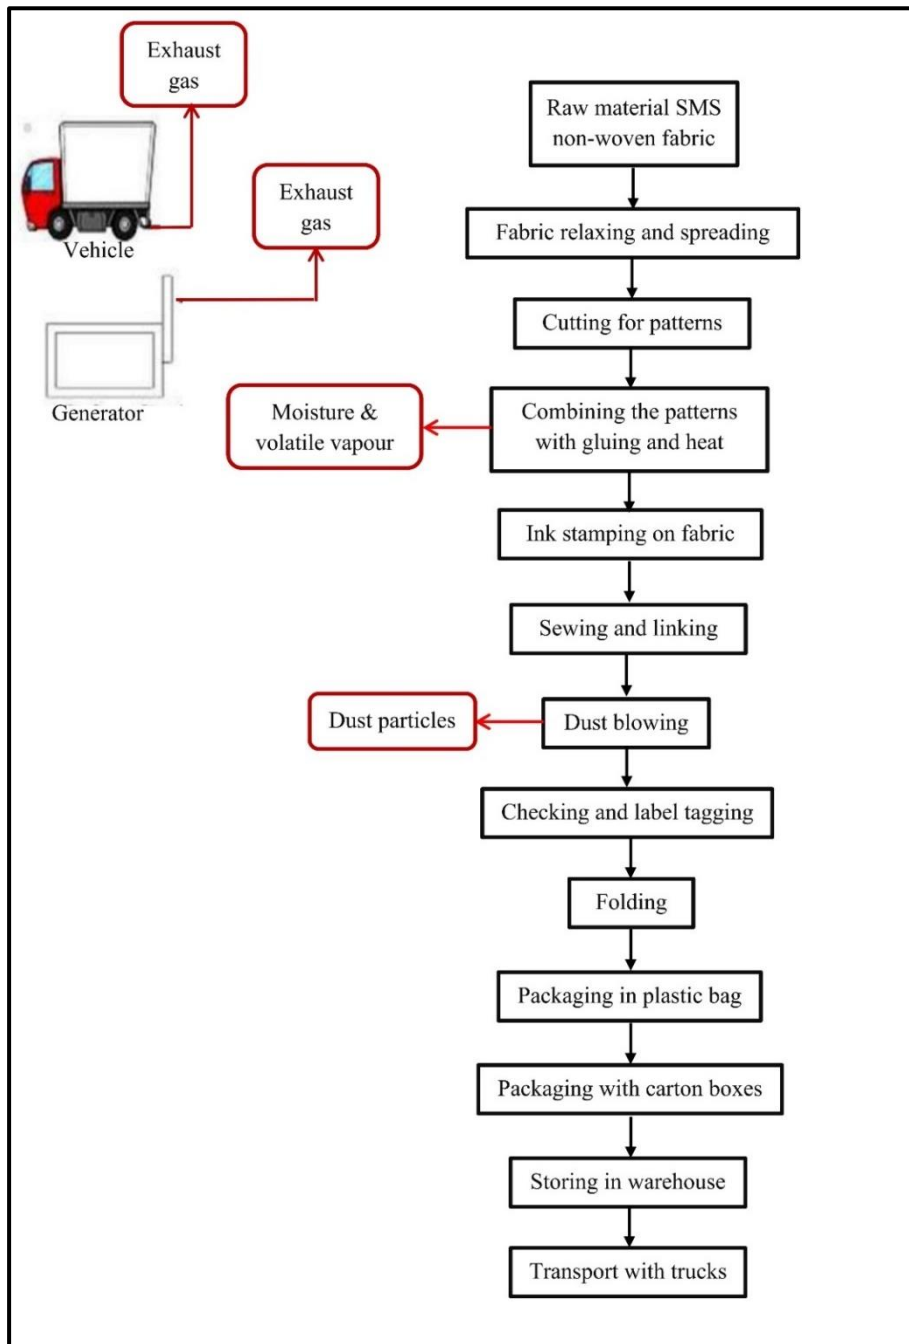 Exhaust
gas
Vehicle
Exhaust
gas
Generator
Raw material SMS
non-woven fabric
Fabric relaxing and spreading
Cutting for patterns
Moisture &
volatile vapour
Combining the patterns
with gluing and heat
Ink stamping on fabric
Sewing and linking
Dust particles
Dust blowing
Checking and label tagging
Folding
Packaging in plastic bag
Packaging with carton boxes
Storing in warehouse
Transport with trucks